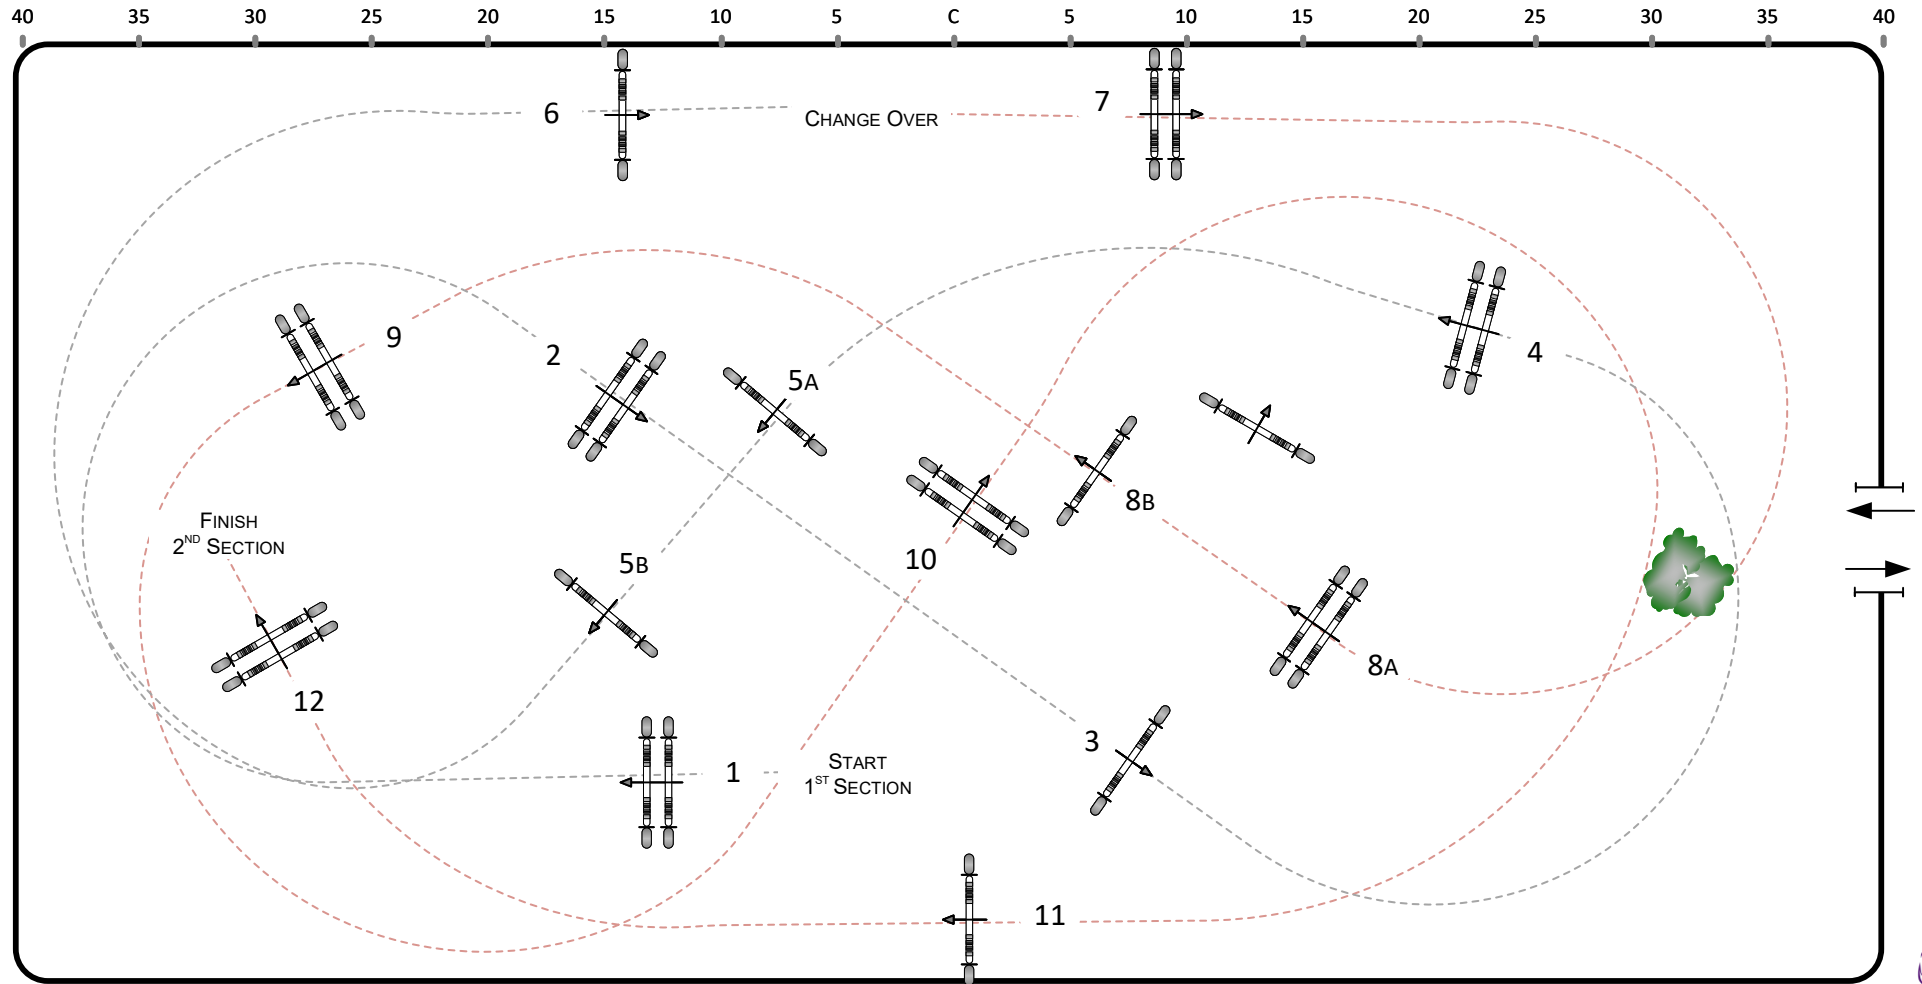 40 35 30 25 20 15 10 5 C 5 10 15 20 25 30 35 40
6
CHANGE OVER
7
9
2
5A
4
8B
FINISH
2ND SECTION
5B
10
8A
12
3
1
START
1ST SECTION
11